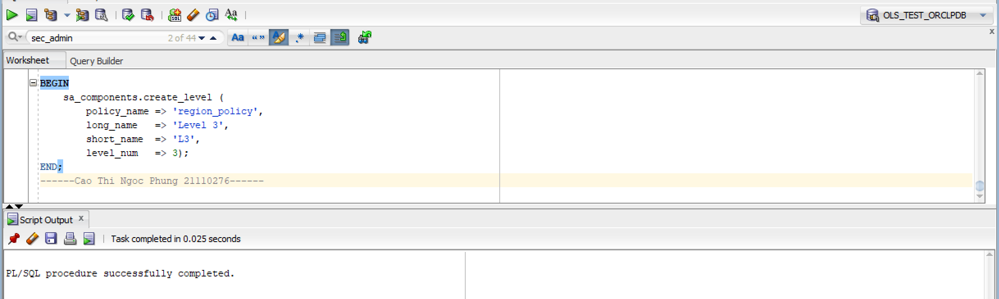 OLS_TEST_ORCLPDB
sec_admin 2 of 44 Aa “ ” .*
Worksheet Query Builder
BEGIN
sa_components.create_level (
policy_name => 'region_policy',
long_name => 'Level 3',
short_name => 'L3',
level_num => 3);
END;
------Cao Thi Ngoc Phung 21110276------
Script Output x
Task completed in 0.025 seconds
PL/SQL procedure successfully completed.